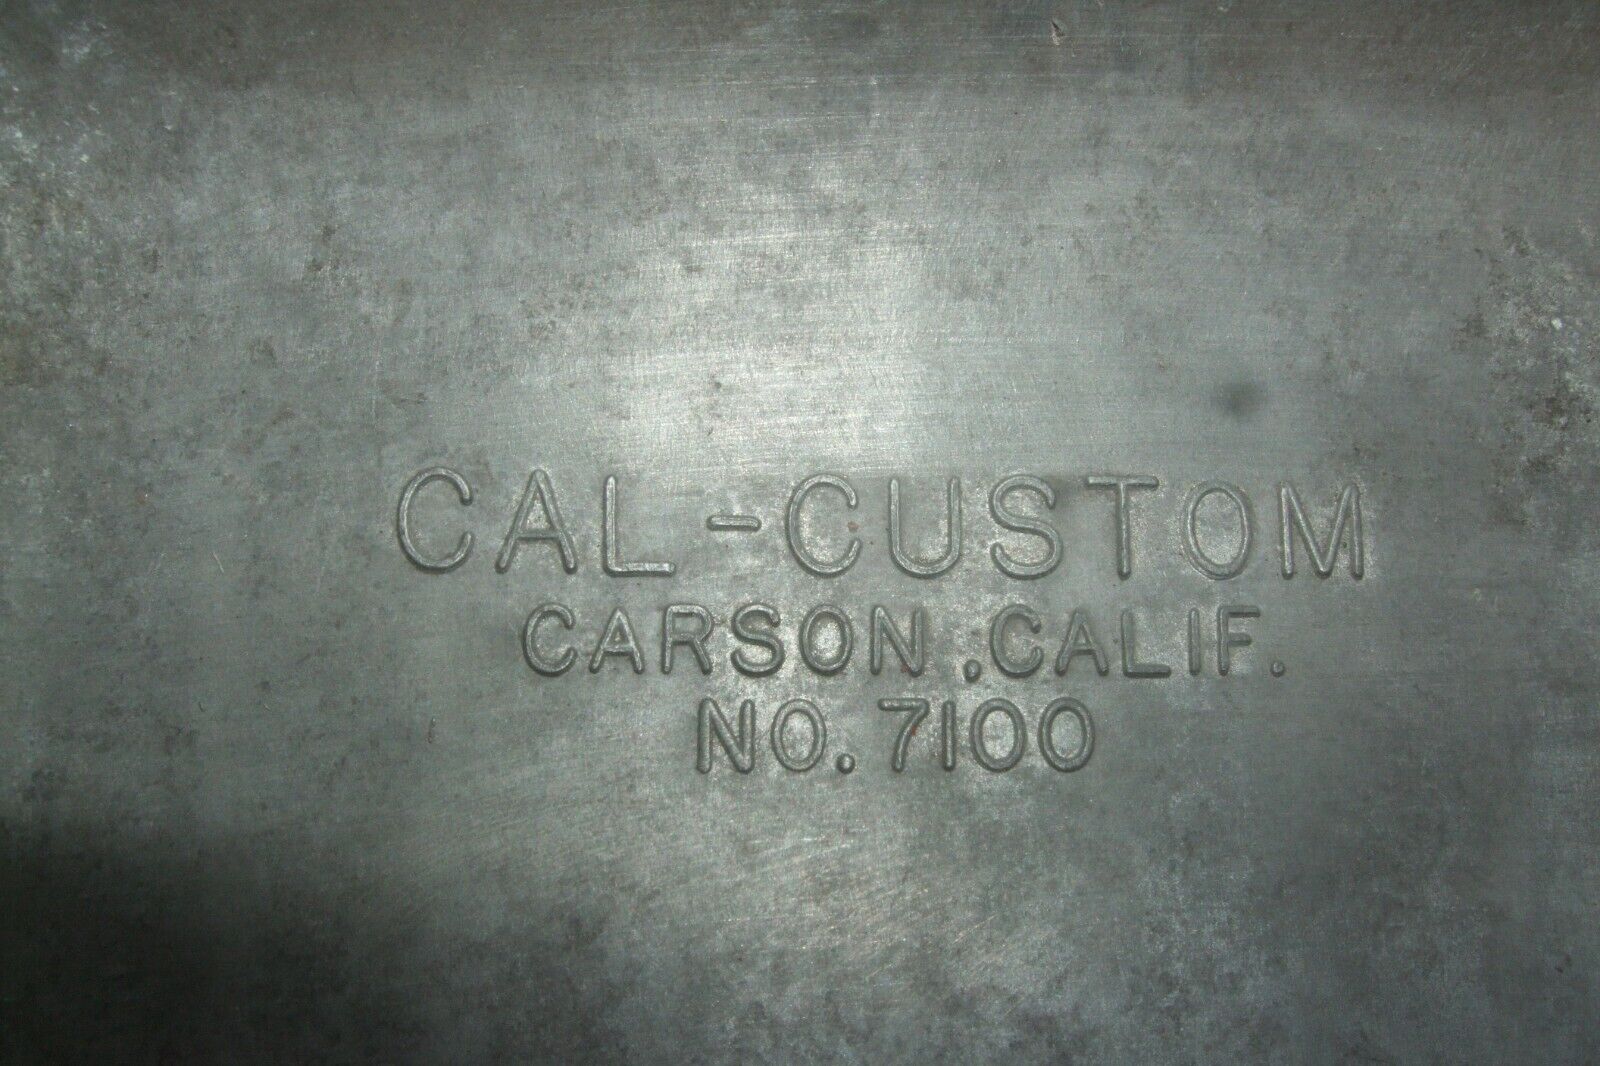 CAL-CUSTOM
CARSON, CALIF.
NO. 7100